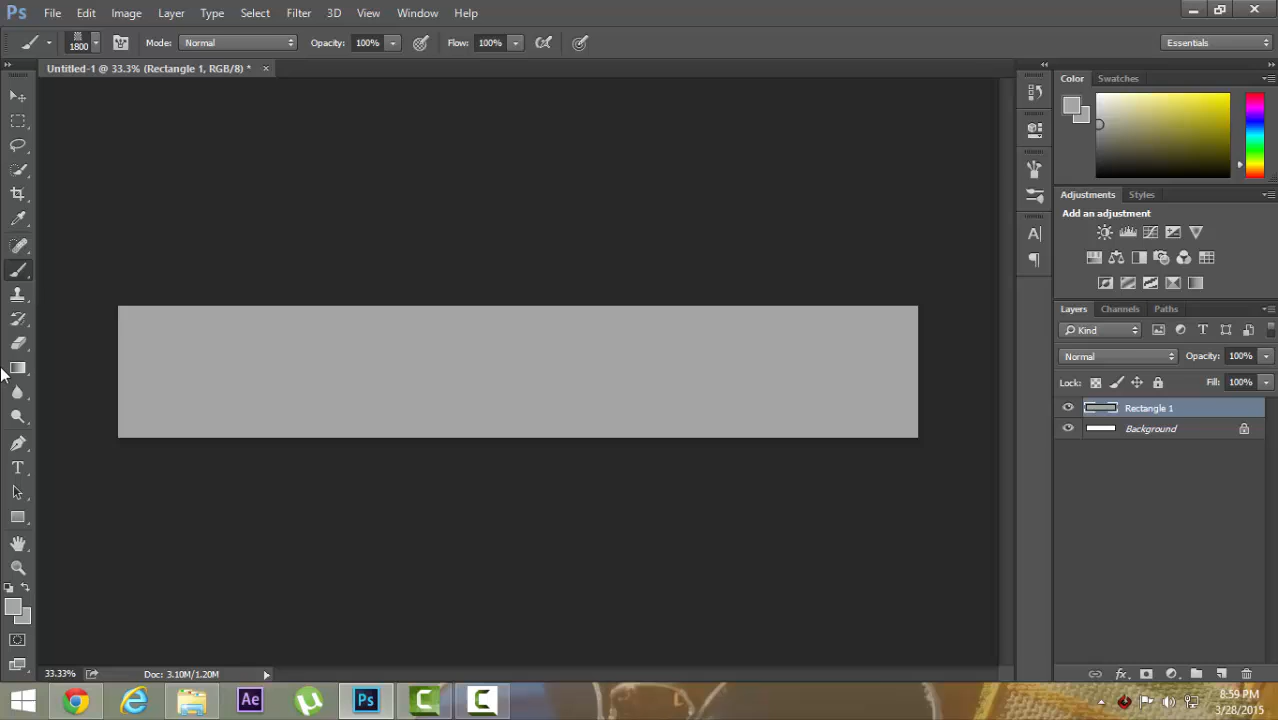 Ps File Edit Image Layer Type Select Filter 3D View Window Help
1800 Mode: Normal Opacity: 100% Flow: 100% Essentials
Untitled-1 @ 33.3% (Rectangle 1, RGB/8) *
Color Swatches
Adjustments Styles
Add an adjustment
Layers Channels Paths
Kind
Normal Opacity: 100%
Lock: Fill: 100%
Rectangle 1
Background
33.33% Doc: 3.10M/1.20M
Ae Ps
8:59 PM
3/28/2015